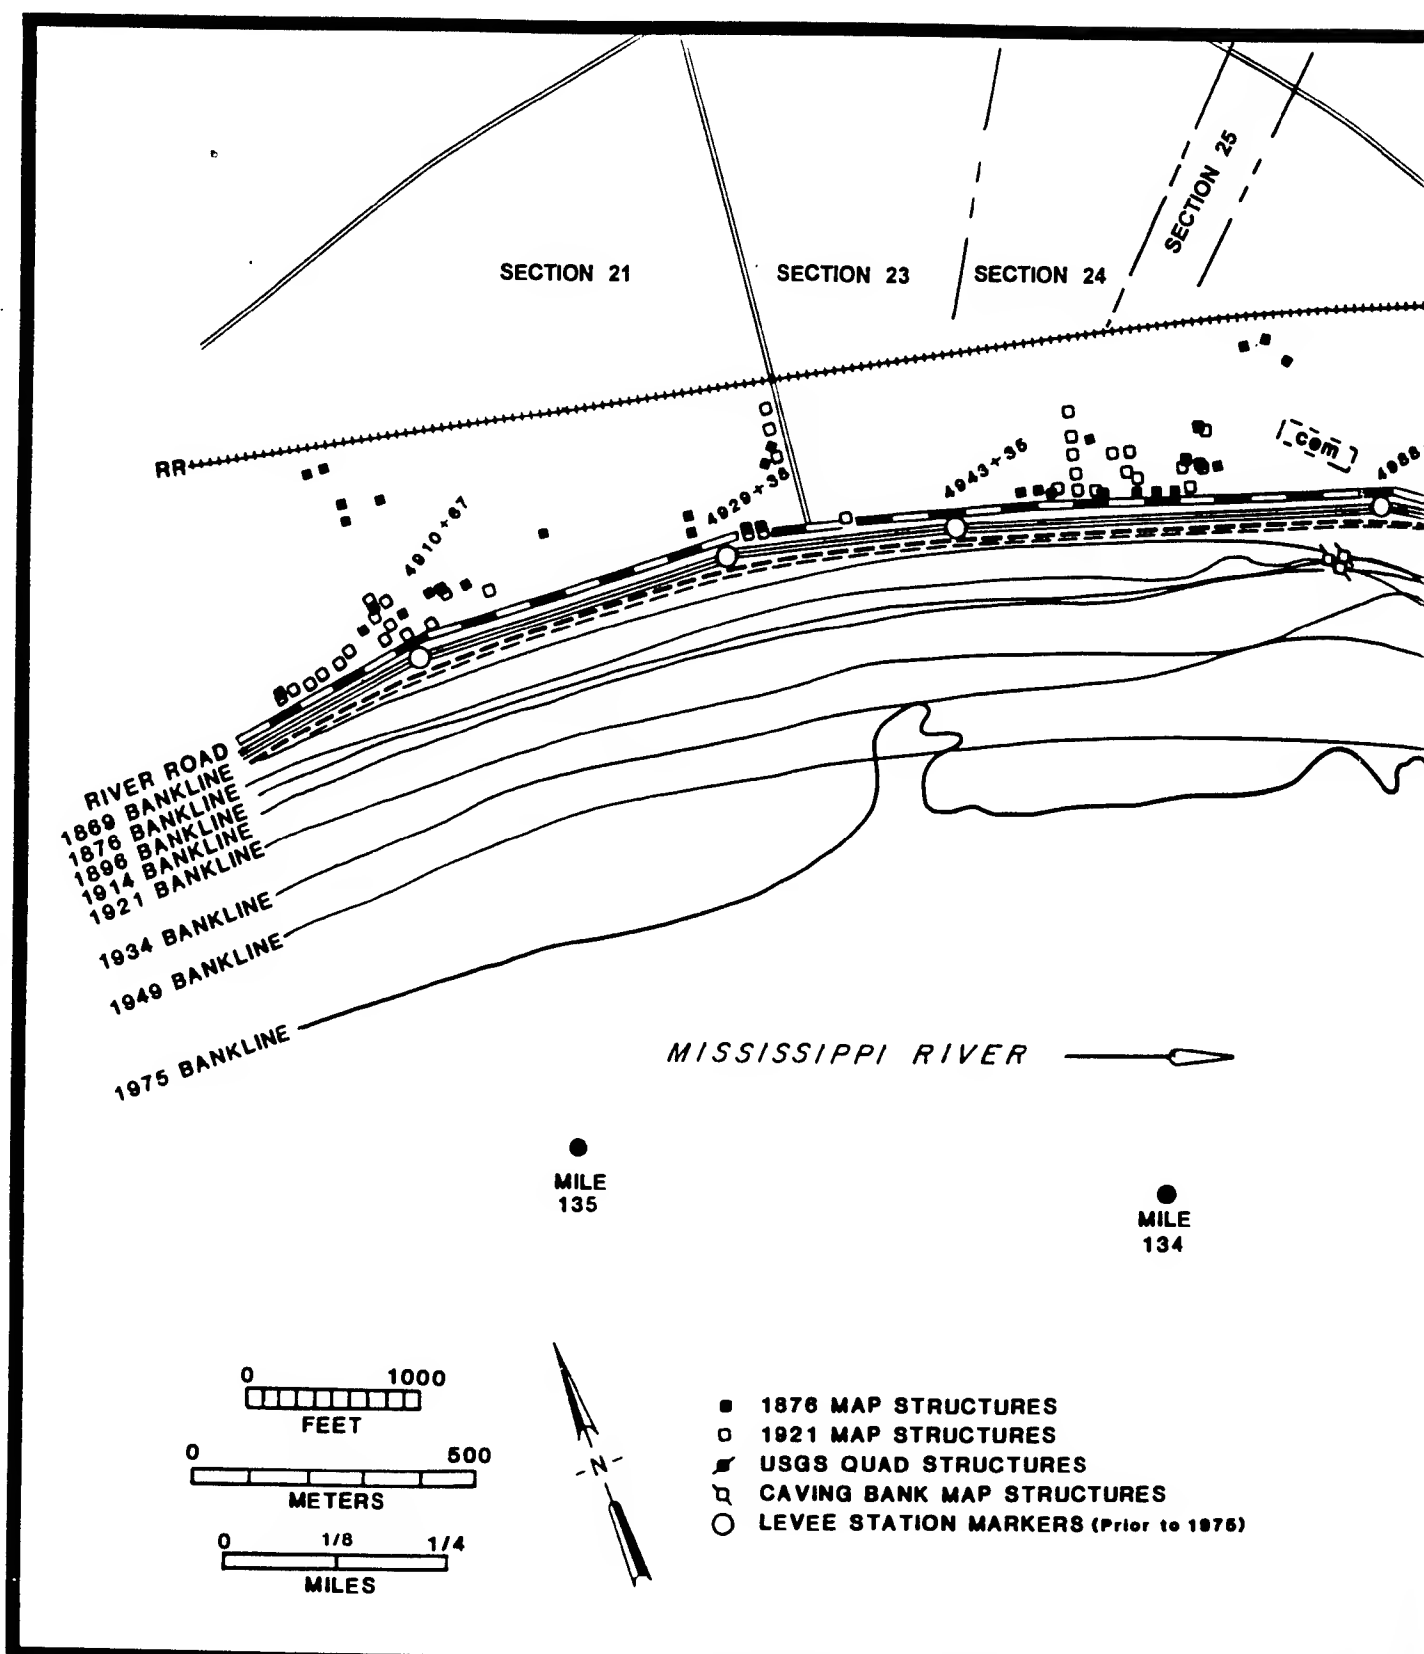 SECTION 25
SECTION 21
SECTION 23
SECTION 24
RR
cem
4910+67
4929+38
4943+35
4988
RIVER ROAD
1869 BANKLINE
1876 BANKLINE
1896 BANKLINE
1914 BANKLINE
1921 BANKLINE
1934 BANKLINE
1949 BANKLINE
1975 BANKLINE
MISSISSIPPI RIVER
MILE
135
MILE
134
0 1000
FEET
0 500
METERS
0 1/8 1/4
MILES
N
1876 MAP STRUCTURES
1921 MAP STRUCTURES
USGS QUAD STRUCTURES
CAVING BANK MAP STRUCTURES
LEVEE STATION MARKERS (Prior to 1975)